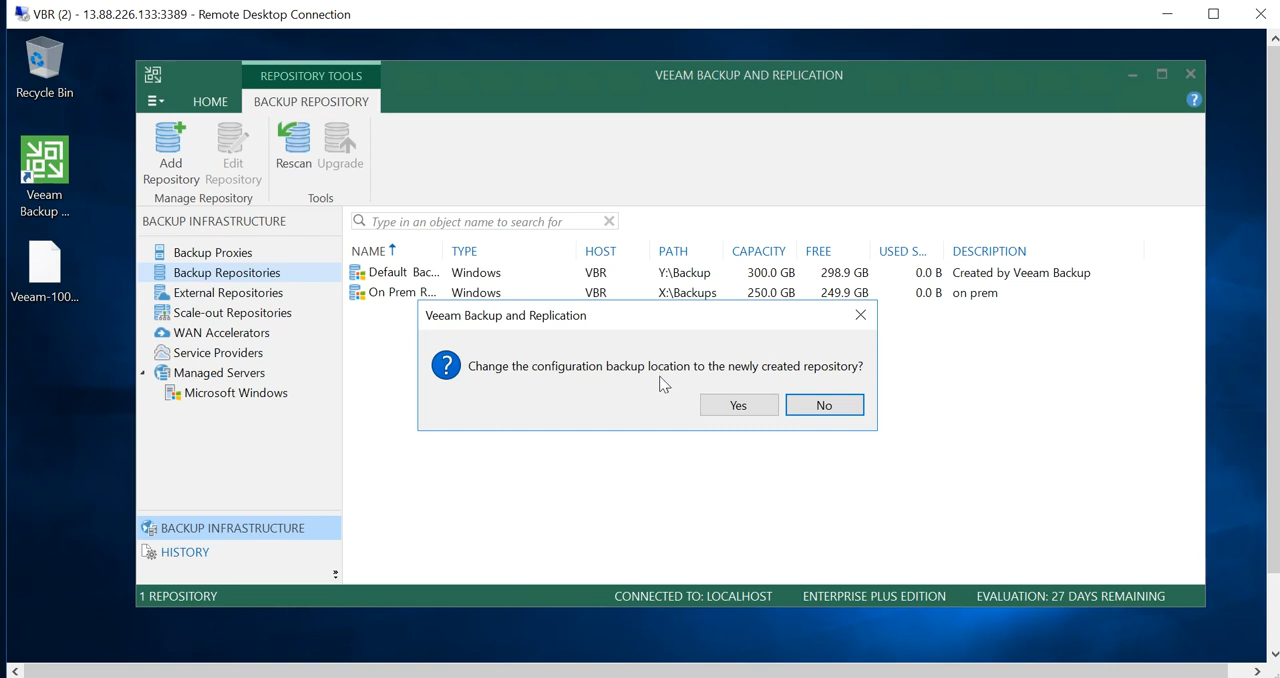 VBR (2) - 13.88.226.133:3389 - Remote Desktop Connection
Recycle Bin
Veeam
Backup ...
Veeam-100...
REPOSITORY TOOLS
VEEAM BACKUP AND REPLICATION
HOME
BACKUP REPOSITORY
Add
Repository
Edit
Repository
Rescan
Upgrade
Manage Repository
Tools
BACKUP INFRASTRUCTURE
Backup Proxies
Backup Repositories
External Repositories
Scale-out Repositories
WAN Accelerators
Service Providers
Managed Servers
Microsoft Windows
BACKUP INFRASTRUCTURE
HISTORY
Type in an object name to search for
NAME TYPE HOST PATH CAPACITY FREE USED S... DESCRIPTION
Default Bac... Windows VBR Y:\Backup 300.0 GB 298.9 GB 0.0 B Created by Veeam Backup
On Prem R... Windows VBR X:\Backups 250.0 GB 249.9 GB 0.0 B on prem
Veeam Backup and Replication
?
Change the configuration backup location to the newly created repository?
Yes No
1 REPOSITORY CONNECTED TO: LOCALHOST ENTERPRISE PLUS EDITION EVALUATION: 27 DAYS REMAINING